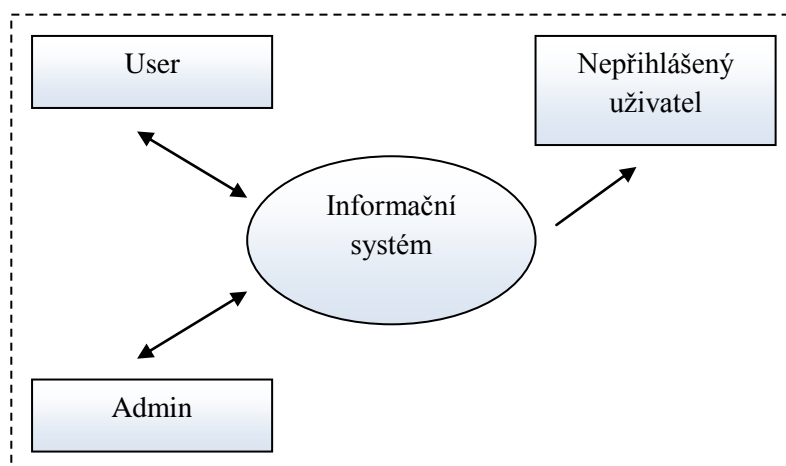 User
Nepřihlášený
uživatel
Informační
systém
Admin